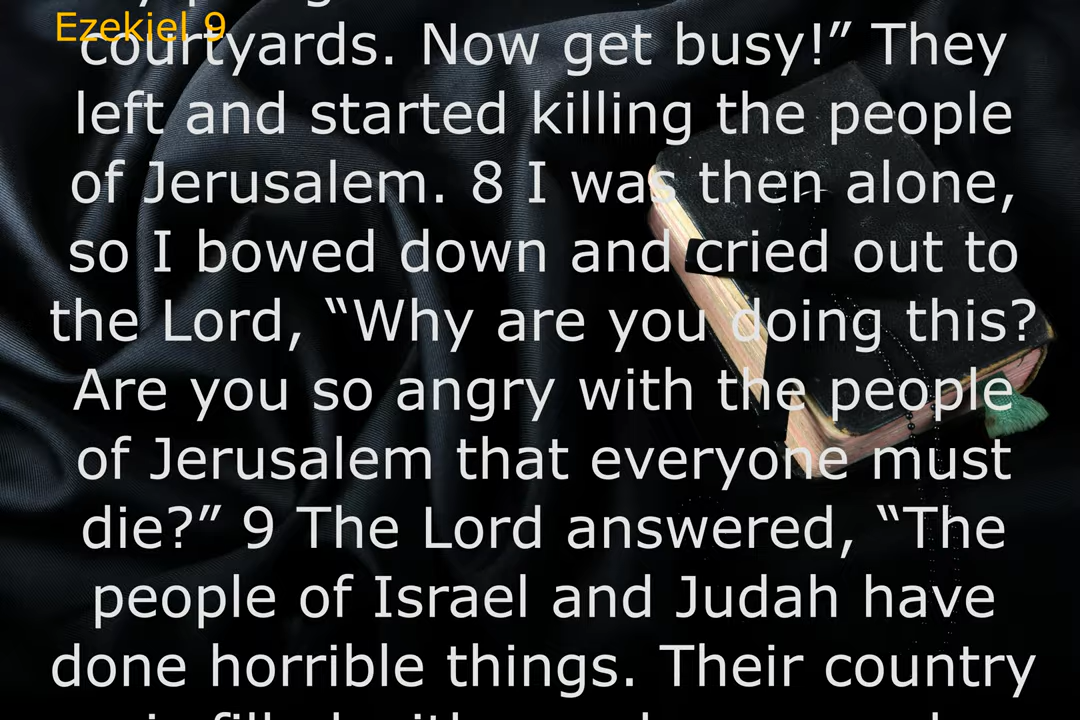 Ezekiel 9
courtyards. Now get busy!” They
left and started killing the people
of Jerusalem. 8 I was then alone,
so I bowed down and cried out to
the Lord, “Why are you doing this?
Are you so angry with the people
of Jerusalem that everyone must
die?” 9 The Lord answered, “The
people of Israel and Judah have
done horrible things. Their country